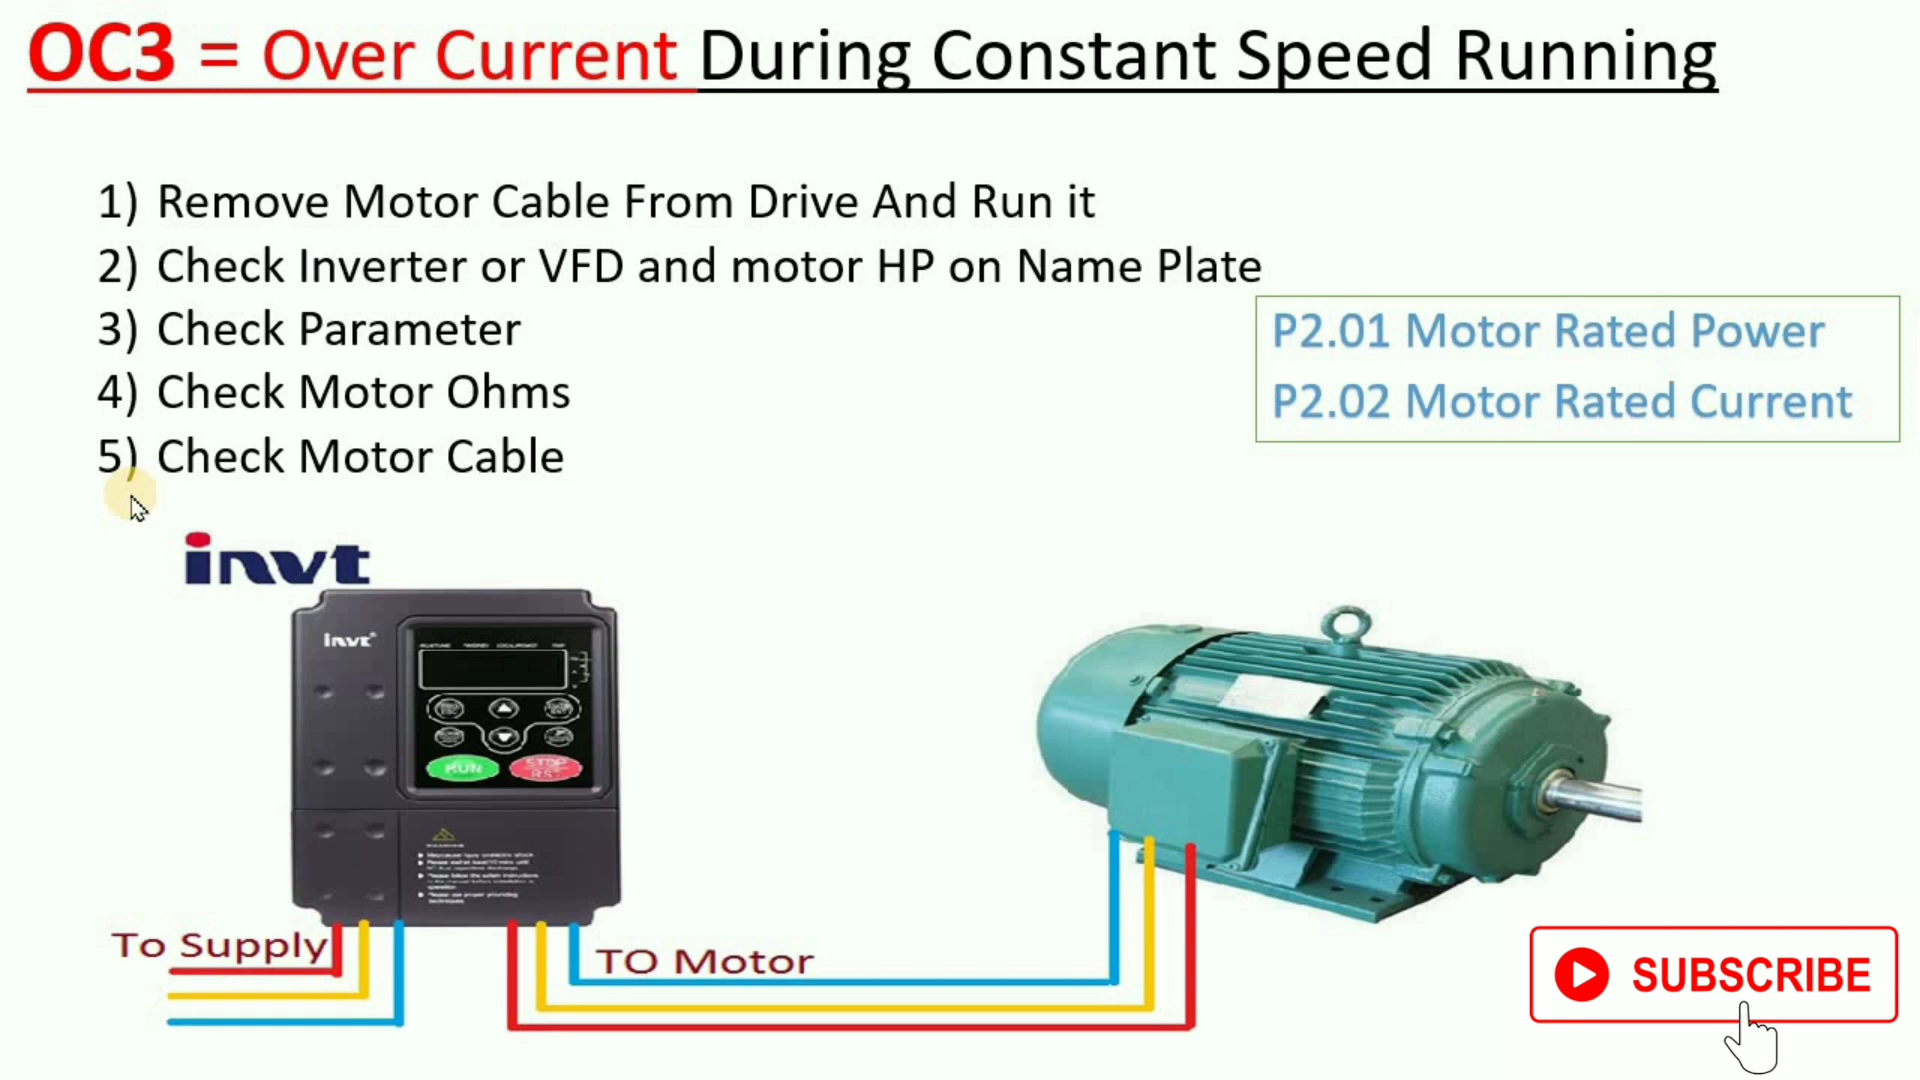 OC3 = Over Current During Constant Speed Running
1) Remove Motor Cable From Drive And Run it
2) Check Inverter or VFD and motor HP on Name Plate
3) Check Parameter
4) Check Motor Ohms
5) Check Motor Cable
P2.01 Motor Rated Power
P2.02 Motor Rated Current
invt
invt
RUN
STOP
To Supply
TO Motor
SUBSCRIBE